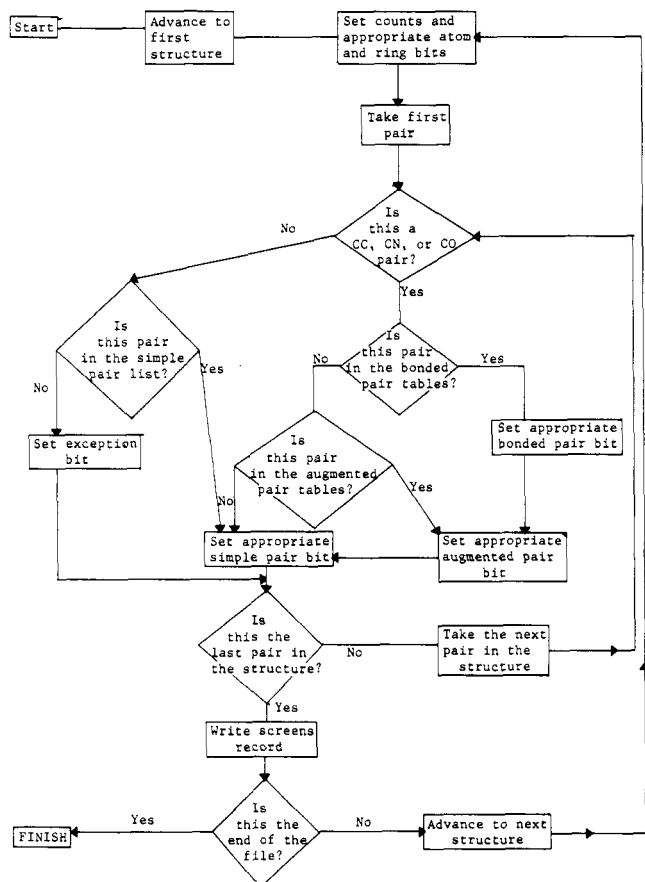 Start
Advance to
first
structure
Set counts and
appropriate atom
and ring bits
Take first
pair
Is
this a
CC, CN, or CO
pair?
No
Yes
Is
this pair
in the simple
pair list?
No
Yes
Is
this pair
in the bonded
pair tables?
No
Yes
Set exception
bit
Is
this pair
in the augmented
pair tables?
No
Yes
Set appropriate
bonded pair bit
Set appropriate
simple pair bit
Set appropriate
augmented pair
bit
Is
this the
last pair in
the structure?
No
Yes
Take the next
pair in the
structure
Write screens
record
Is
this the
end of the
file?
Yes
No
FINISH
Advance to next
structure